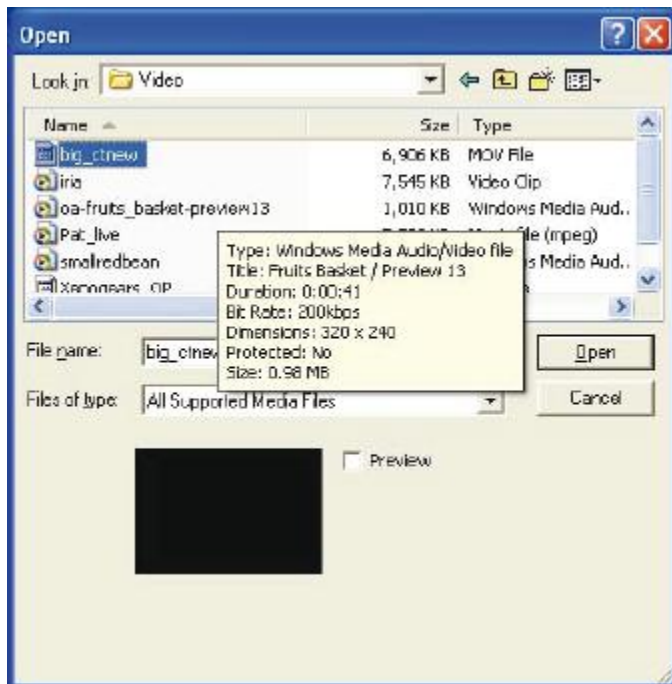 Open
Look in: Video
Name Size Type
big_ctnew 6,906 KB MOV File
iria 7,545 KB Video Clip
oa-fruits_basket-preview13 1,010 KB Windows Media Aud..
Pat_live file (mpeg)
smallredbean s Media Aud..
Xenogears_OP
Type: Windows Media Audio/Video file
Title: Fruits Basket / Preview 13
Duration: 0:00:41
Bit Rate: 200kbps
Dimensions: 320 x 240
Protected: No
Size: 0.98 MB
File name: big_ctnew Open
Files of type: All Supported Media Files Cancel
Preview